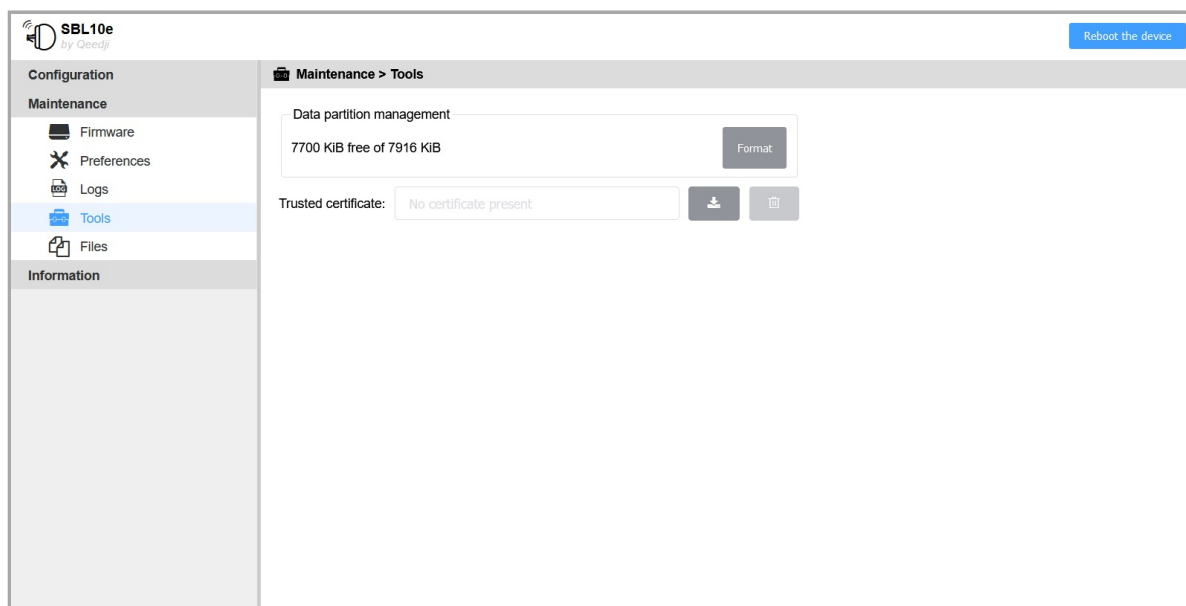 SBL10e
by Qeedji
Reboot the device
Configuration
Maintenance
Firmware
Preferences
LOG
Logs
Tools
Files
Information
Maintenance > Tools
Data partition management
7700 KiB free of 7916 KiB
Format
Trusted certificate:
No certificate present